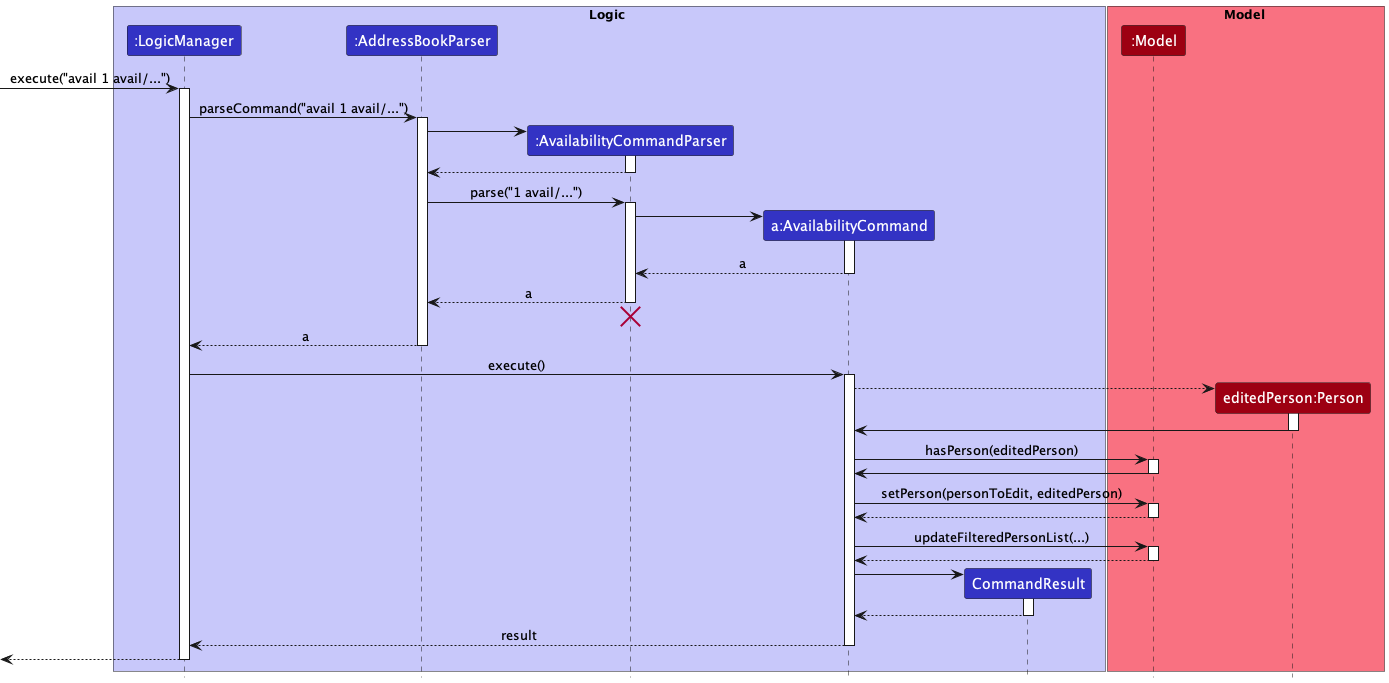 Logic
Model
:LogicManager
:AddressBookParser
:Model
execute("avail 1 avail/...")
parseCommand("avail 1 avail/...")
:AvailabilityCommandParser
parse("1 avail/...")
a:AvailabilityCommand
a
a
a
execute()
editedPerson:Person
hasPerson(editedPerson)
setPerson(personToEdit, editedPerson)
updateFilteredPersonList(...)
CommandResult
result